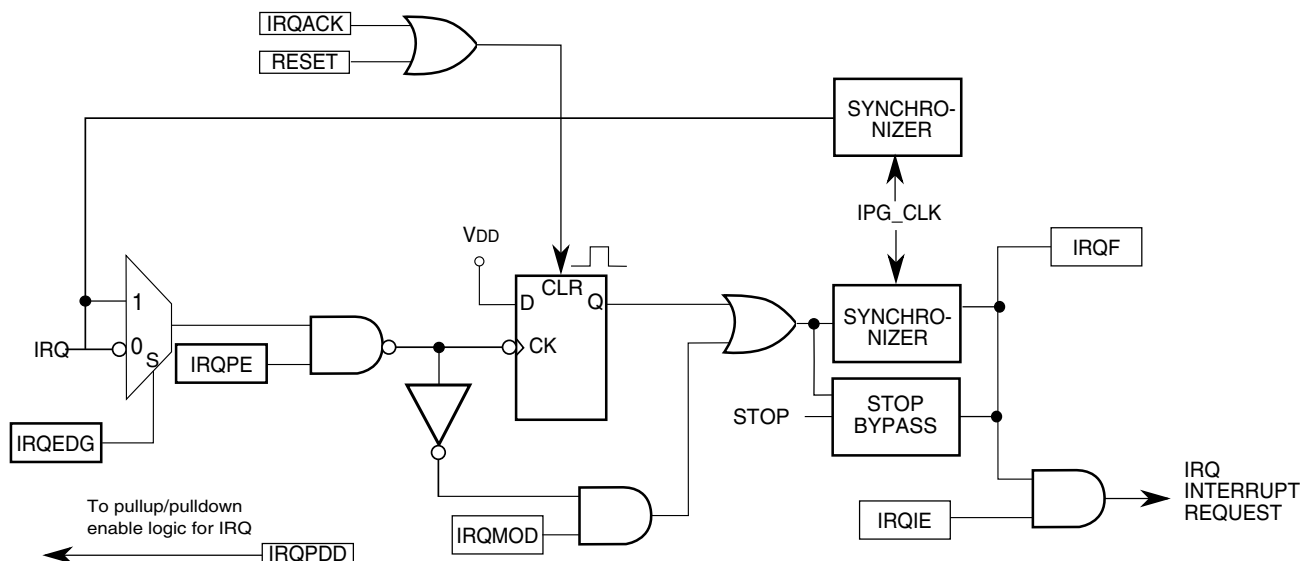 IRQACK
RESET
SYNCHRO-
NIZER
IPG_CLK
VDD
IRQF
CLR
D
Q
1
SYNCHRO-
NIZER
IRQ
0
S
IRQPE
CK
STOP
STOP
BYPASS
IRQEDG
IRQ
INTERRUPT
REQUEST
To pullup/pulldown
enable logic for IRQ
IRQIE
IRQMOD
IRQPDD